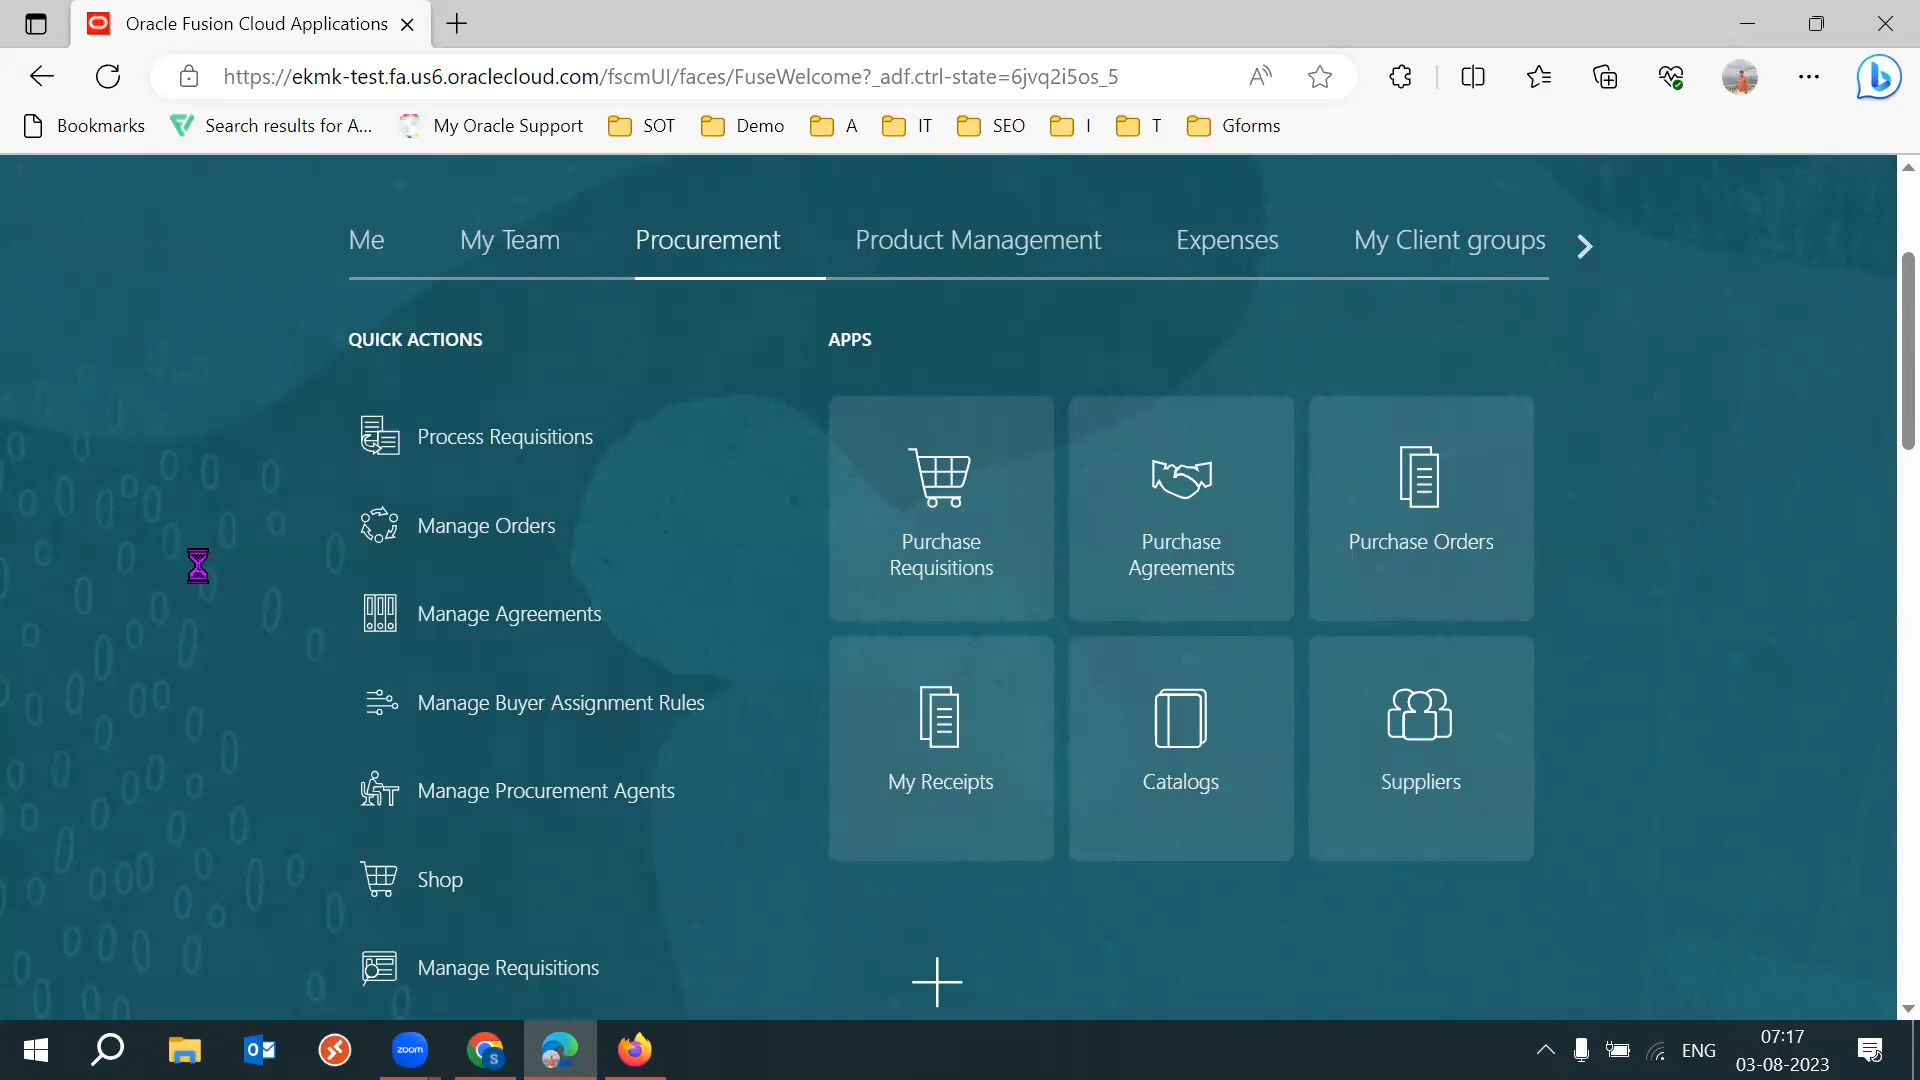 Oracle Fusion Cloud Applications
https://ekmk-test.fa.us6.oraclecloud.com/fscmUI/faces/FuseWelcome?_adf.ctrl-state=6jvq2i5os_5
Bookmarks Search results for A... My Oracle Support SOT Demo A IT SEO I T Gforms
Me My Team Procurement Product Management Expenses My Client groups
QUICK ACTIONS
Process Requisitions
Manage Orders
Manage Agreements
Manage Buyer Assignment Rules
Manage Procurement Agents
Shop
Manage Requisitions
APPS
Purchase
Requisitions
Purchase
Agreements
Purchase Orders
My Receipts
Catalogs
Suppliers
zoom
S
ENG
07:17
03-08-2023